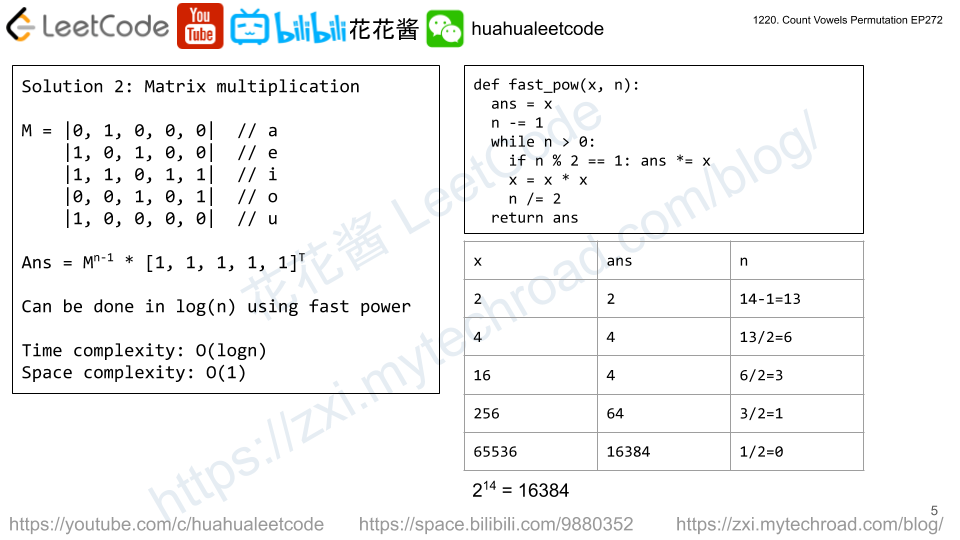 LeetCode You Tube bilibili 花花酱 huahualeetcode
1220. Count Vowels Permutation EP272
Solution 2: Matrix multiplication
M = |0, 1, 0, 0, 0| // a
|1, 0, 1, 0, 0| // e
|1, 1, 0, 1, 1| // i
|0, 0, 1, 0, 1| // o
|1, 0, 0, 0, 0| // u
Ans = Mⁿ⁻¹ * [1, 1, 1, 1, 1]ᵀ
Can be done in log(n) using fast power
Time complexity: O(logn)
Space complexity: O(1)
def fast_pow(x, n):
ans = x
n -= 1
while n > 0:
if n % 2 == 1: ans *= x
x = x * x
n /= 2
return ans
x ans n
2 2 14-1=13
4 4 13/2=6
16 4 6/2=3
256 64 3/2=1
65536 16384 1/2=0
2¹⁴ = 16384
花花酱 LeetCode
https://zxi.mytechroad.com/blog/
5
https://youtube.com/c/huahualeetcode https://space.bilibili.com/9880352 https://zxi.mytechroad.com/blog/